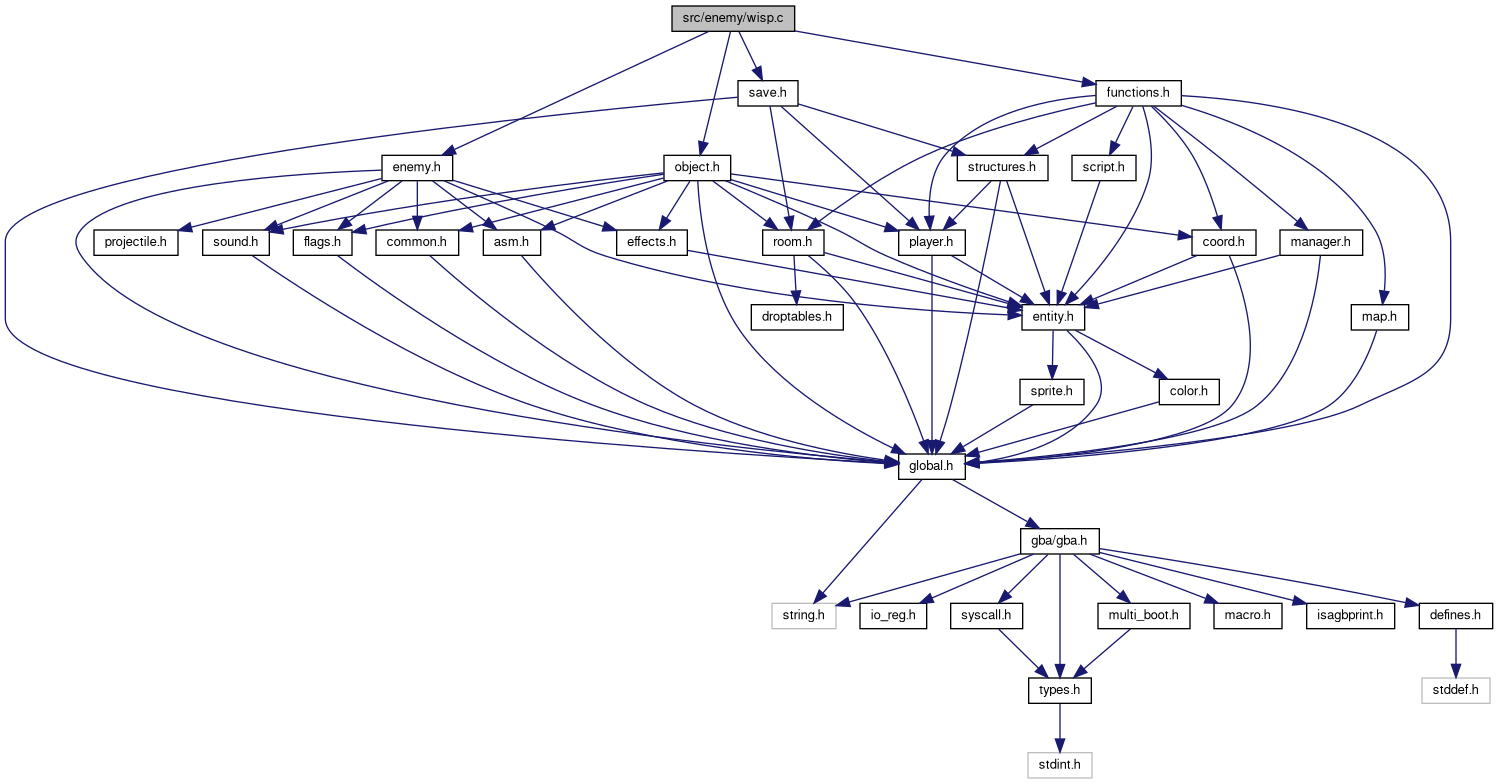 src/enemy/wisp.c
save.h
functions.h
enemy.h
object.h
structures.h
script.h
projectile.h
sound.h
flags.h
common.h
asm.h
effects.h
room.h
player.h
coord.h
manager.h
droptables.h
entity.h
map.h
sprite.h
color.h
global.h
gba/gba.h
string.h
io_reg.h
syscall.h
multi_boot.h
macro.h
isagbprint.h
defines.h
types.h
stddef.h
stdint.h